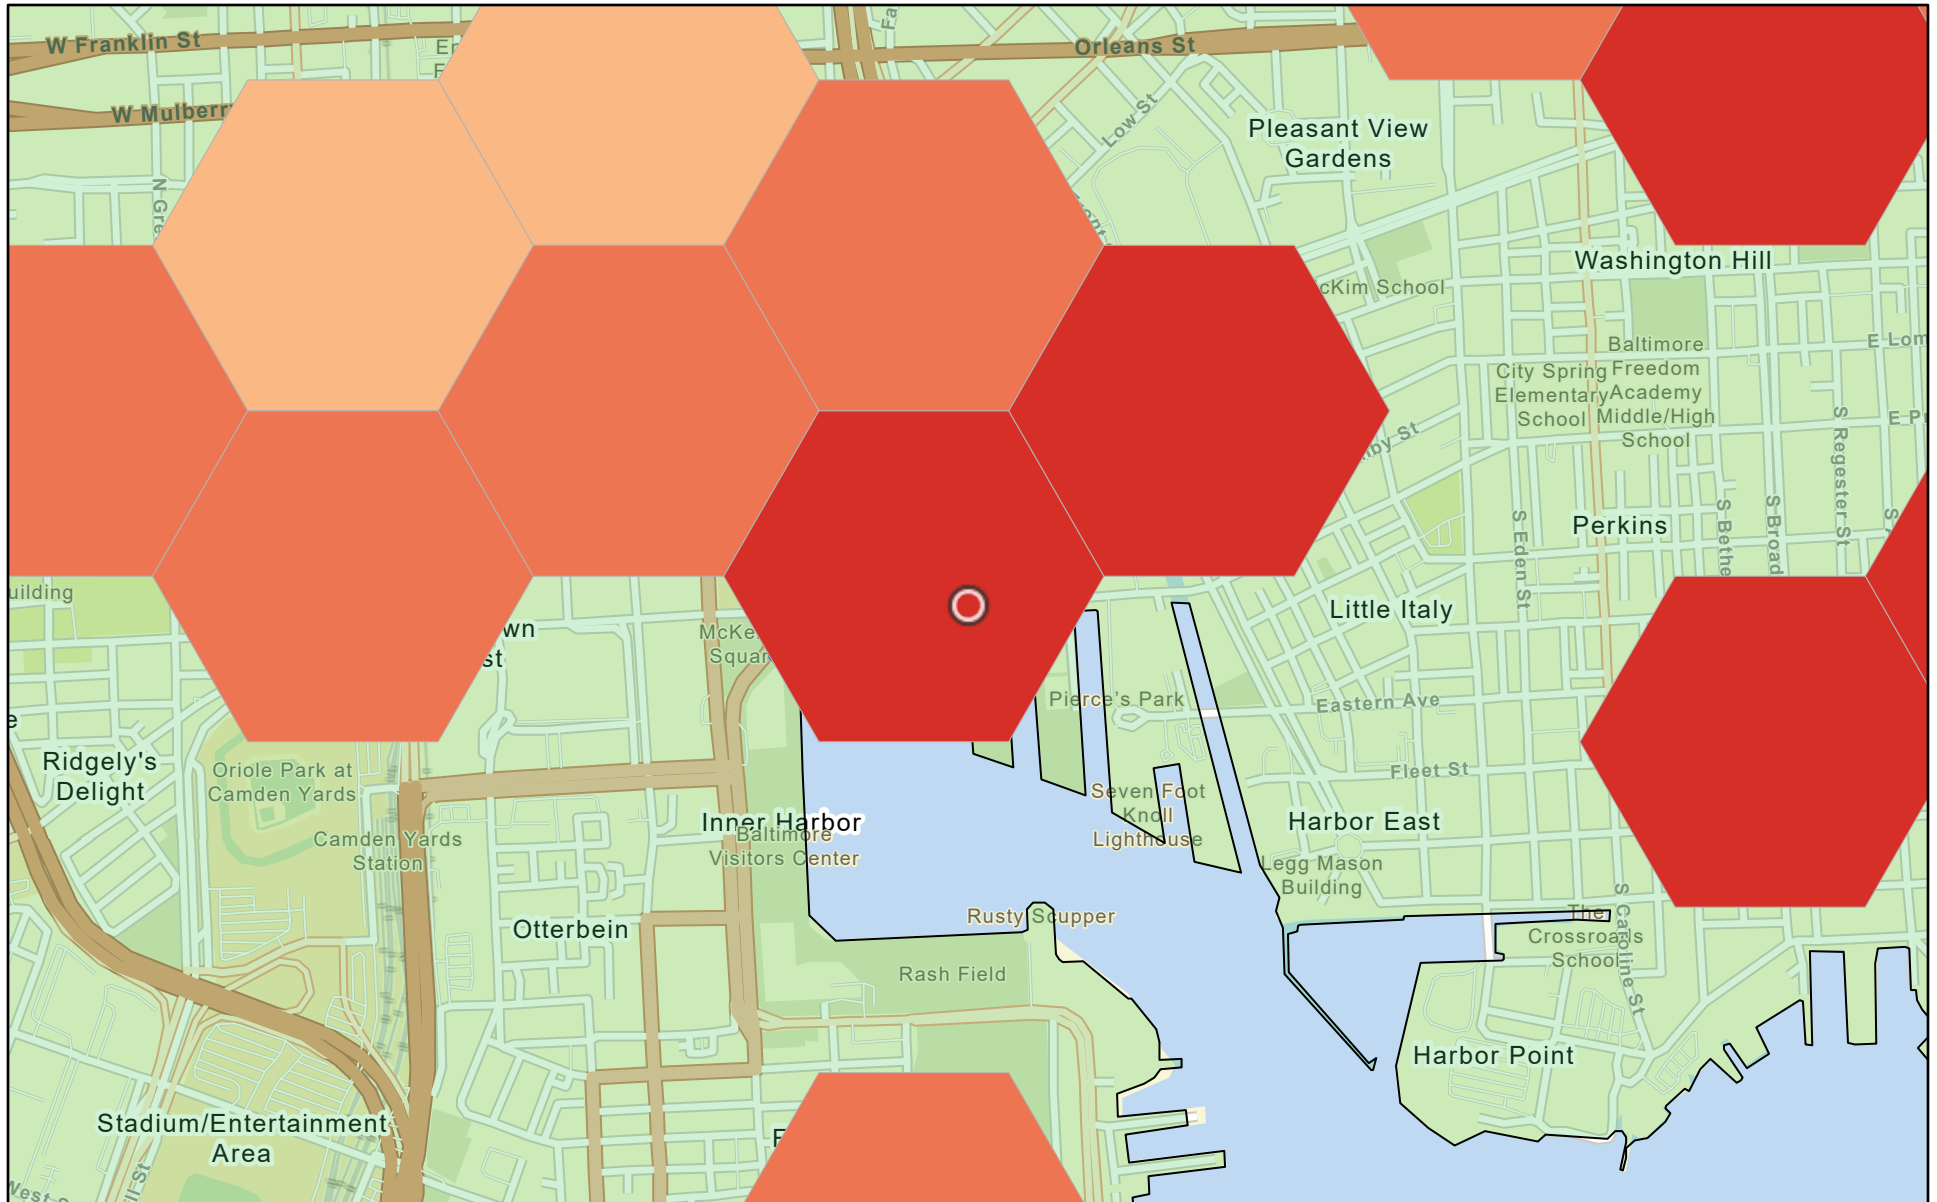 W Franklin St
Orleans St
W Mulberry
Low St
Pleasant View
Gardens
Washington Hill
cKim School
E Lom
Baltimore
Freedom
Academy
Middle/High
School
City Spring
Elementary
School
S Regester St
S Eden St
S Bethe
S Broad
Perkins
uilding
Little Italy
wn
st
Pierce's Park
Eastern Ave
Ridgely's
Delight
Oriole Park at
Camden Yards
Fleet St
Seven Foot
Knoll
Lighthouse
Inner Harbor
Baltimore
Visitors Center
Harbor East
Camden Yards
Station
Legg Mason
Building
Otterbein
Rusty Scupper
The
Crossroads
School
S Caroline St
Rash Field
Harbor Point
Stadium/Entertainment
Area